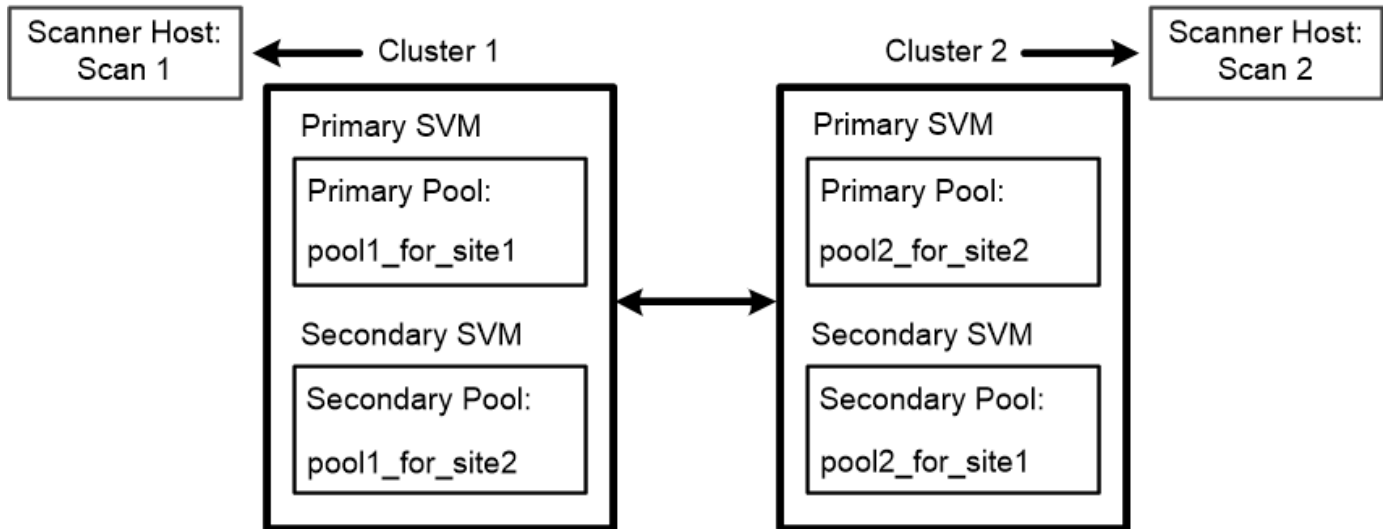 Scanner Host:
Scan 1
Cluster 1
Primary SVM
Primary Pool:
pool1_for_site1
Secondary SVM
Secondary Pool:
pool1_for_site2
Cluster 2
Scanner Host:
Scan 2
Primary SVM
Primary Pool:
pool2_for_site2
Secondary SVM
Secondary Pool:
pool2_for_site1